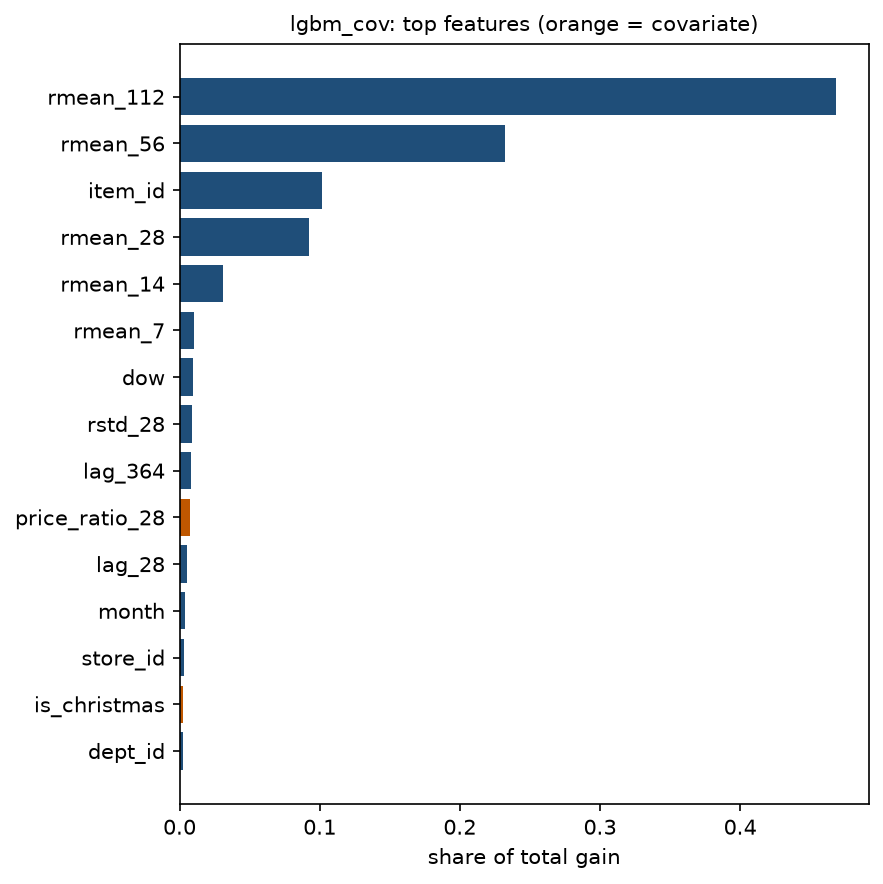 lgbm_cov: top features (orange = covariate)
rmean_112
rmean_56
item_id
rmean_28
rmean_14
rmean_7
dow
rstd_28
lag_364
price_ratio_28
lag_28
month
store_id
is_christmas
dept_id
0.0 0.1 0.2 0.3 0.4
share of total gain